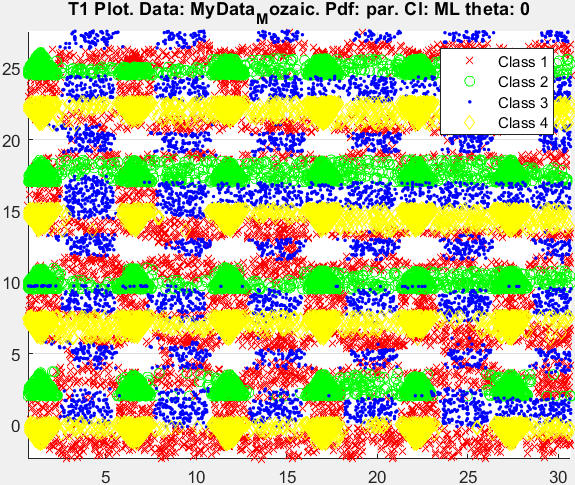 T1 Plot. Data: MyData_Mozaic. Pdf: par. Cl: ML theta: 0
Class 1
Class 2
Class 3
Class 4
25
20
15
10
5
0
5 10 15 20 25 30